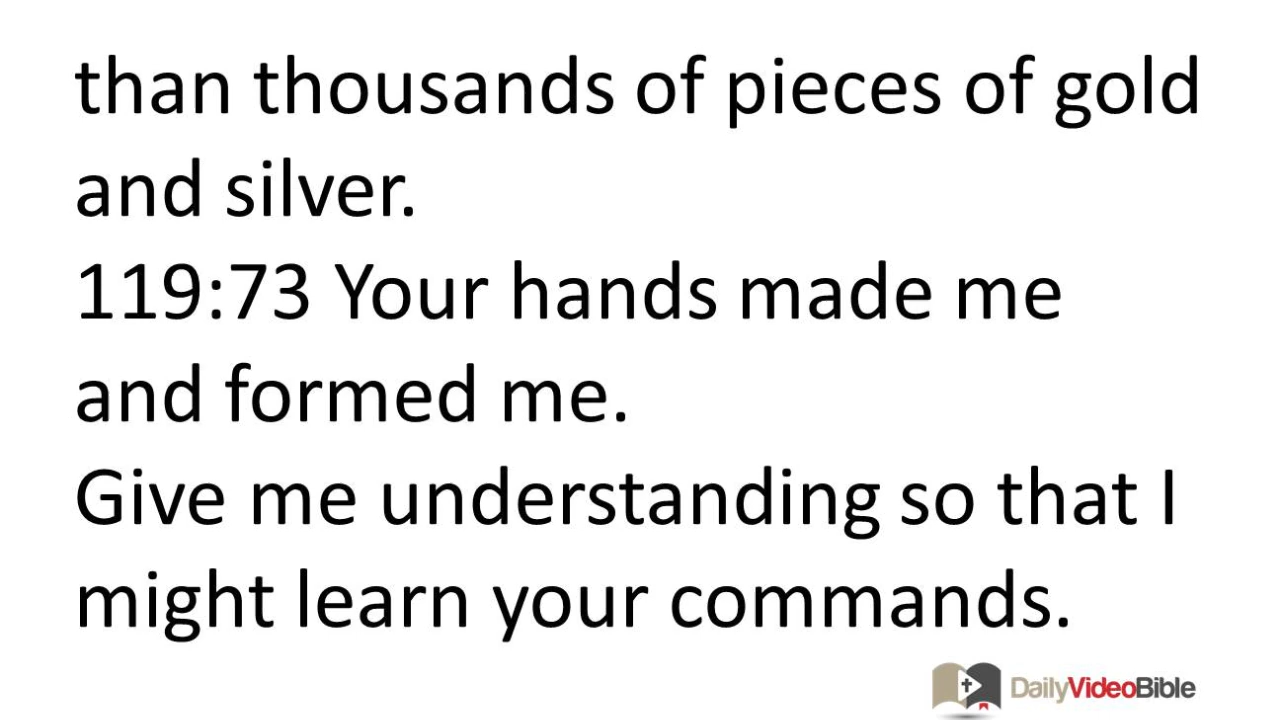 than thousands of pieces of gold
and silver.
119:73 Your hands made me
and formed me.
Give me understanding so that I
might learn your commands.
DailyVideoBible